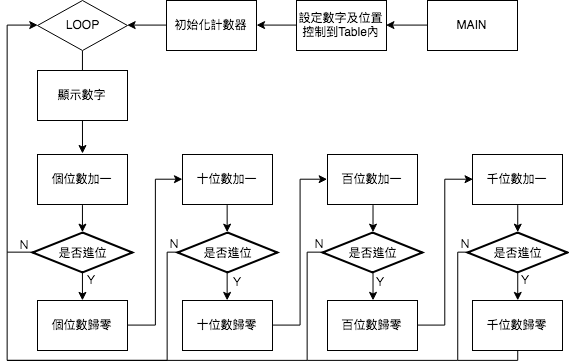 LOOP
初始化計數器
設定數字及位置
控制到Table內
MAIN
顯示數字
個位數加一
十位數加一
百位數加一
千位數加一
N
是否進位
N
是否進位
N
是否進位
N
是否進位
Y
Y
Y
Y
個位數歸零
十位數歸零
百位數歸零
千位數歸零